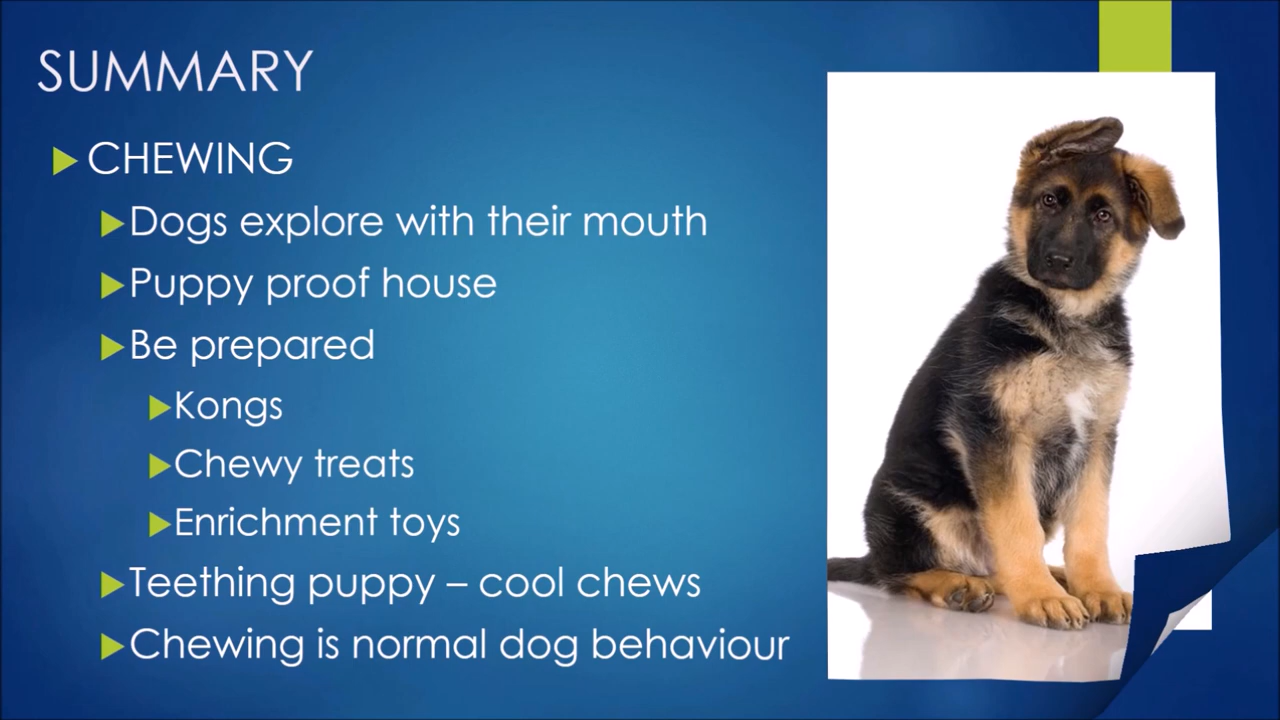 SUMMARY
CHEWING
Dogs explore with their mouth
Puppy proof house
Be prepared
Kongs
Chewy treats
Enrichment toys
Teething puppy – cool chews
Chewing is normal dog behaviour